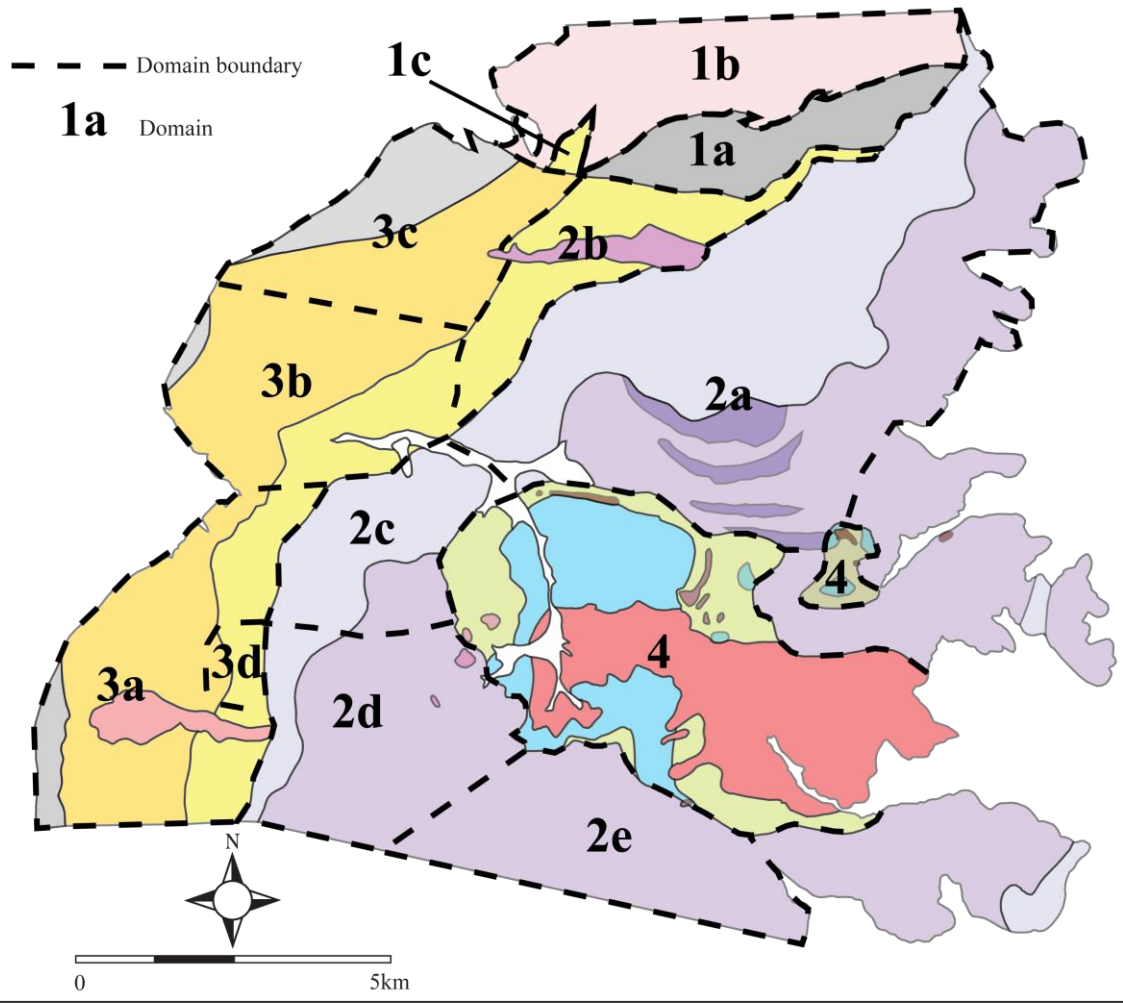 Domain boundary
1a Domain
1c
1b
1a
3c
2b
3b
2a
2c
4
4
3d
3a
2d
2e
N
0 5km